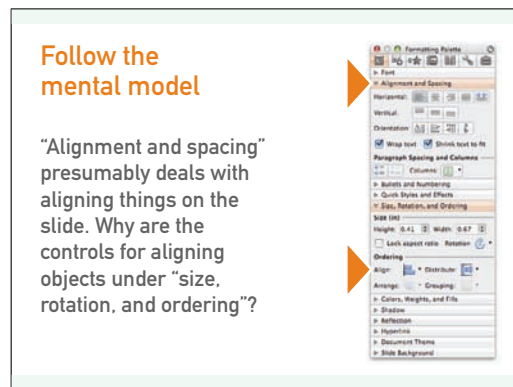 Follow the
mental model
“Alignment and spacing”
presumably deals with
aligning things on the
slide. Why are the
controls for aligning
objects under “size,
rotation, and ordering”?
Formatting Palette
Font
Alignment and Spacing
Horizontal:
Vertical:
Orientation:
Wrap text Shrink text to fit
Paragraph Spacing and Columns
Columns:
Bullets and Numbering
Quick Styles and Effects
Size, Rotation, and Ordering
Size (in)
Height: 0.41 Width: 0.67
Lock aspect ratio Rotation:
Ordering
Align: Distribute:
Arrange: Grouping:
Colors, Weights, and Fills
Shadow
Reflection
Hyperlink
Document Theme
Slide Background